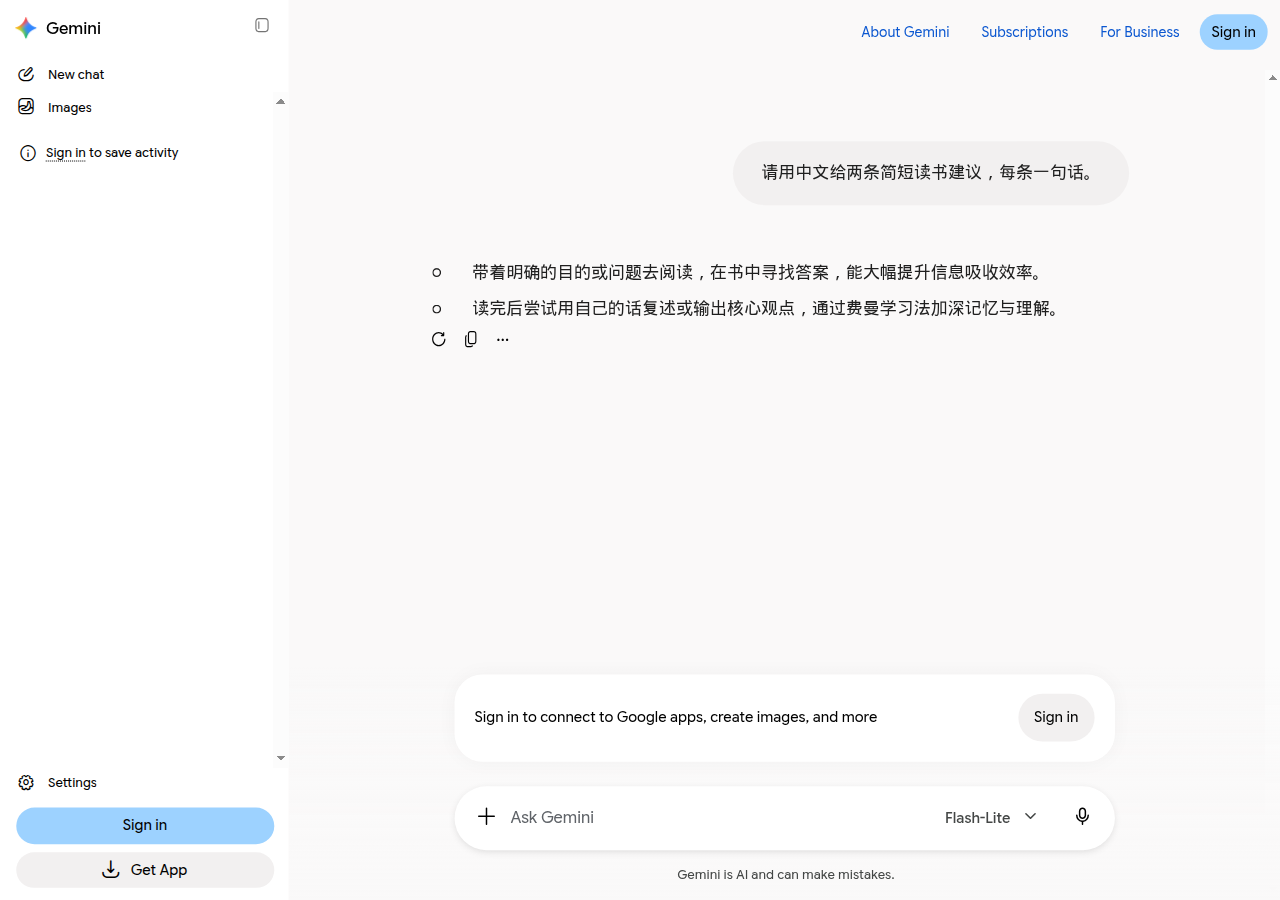 Gemini
New chat
Images
Sign in to save activity
About Gemini
Subscriptions
For Business
Sign in
请用中文给两条简短读书建议，每条一句话。
带着明确的目的或问题去阅读，在书中寻找答案，能大幅提升信息吸收效率。
读完后尝试用自己的话复述或输出核心观点，通过费曼学习法加深记忆与理解。
Sign in to connect to Google apps, create images, and more
Sign in
Ask Gemini
Flash-Lite
Gemini is AI and can make mistakes.
Settings
Sign in
Get App